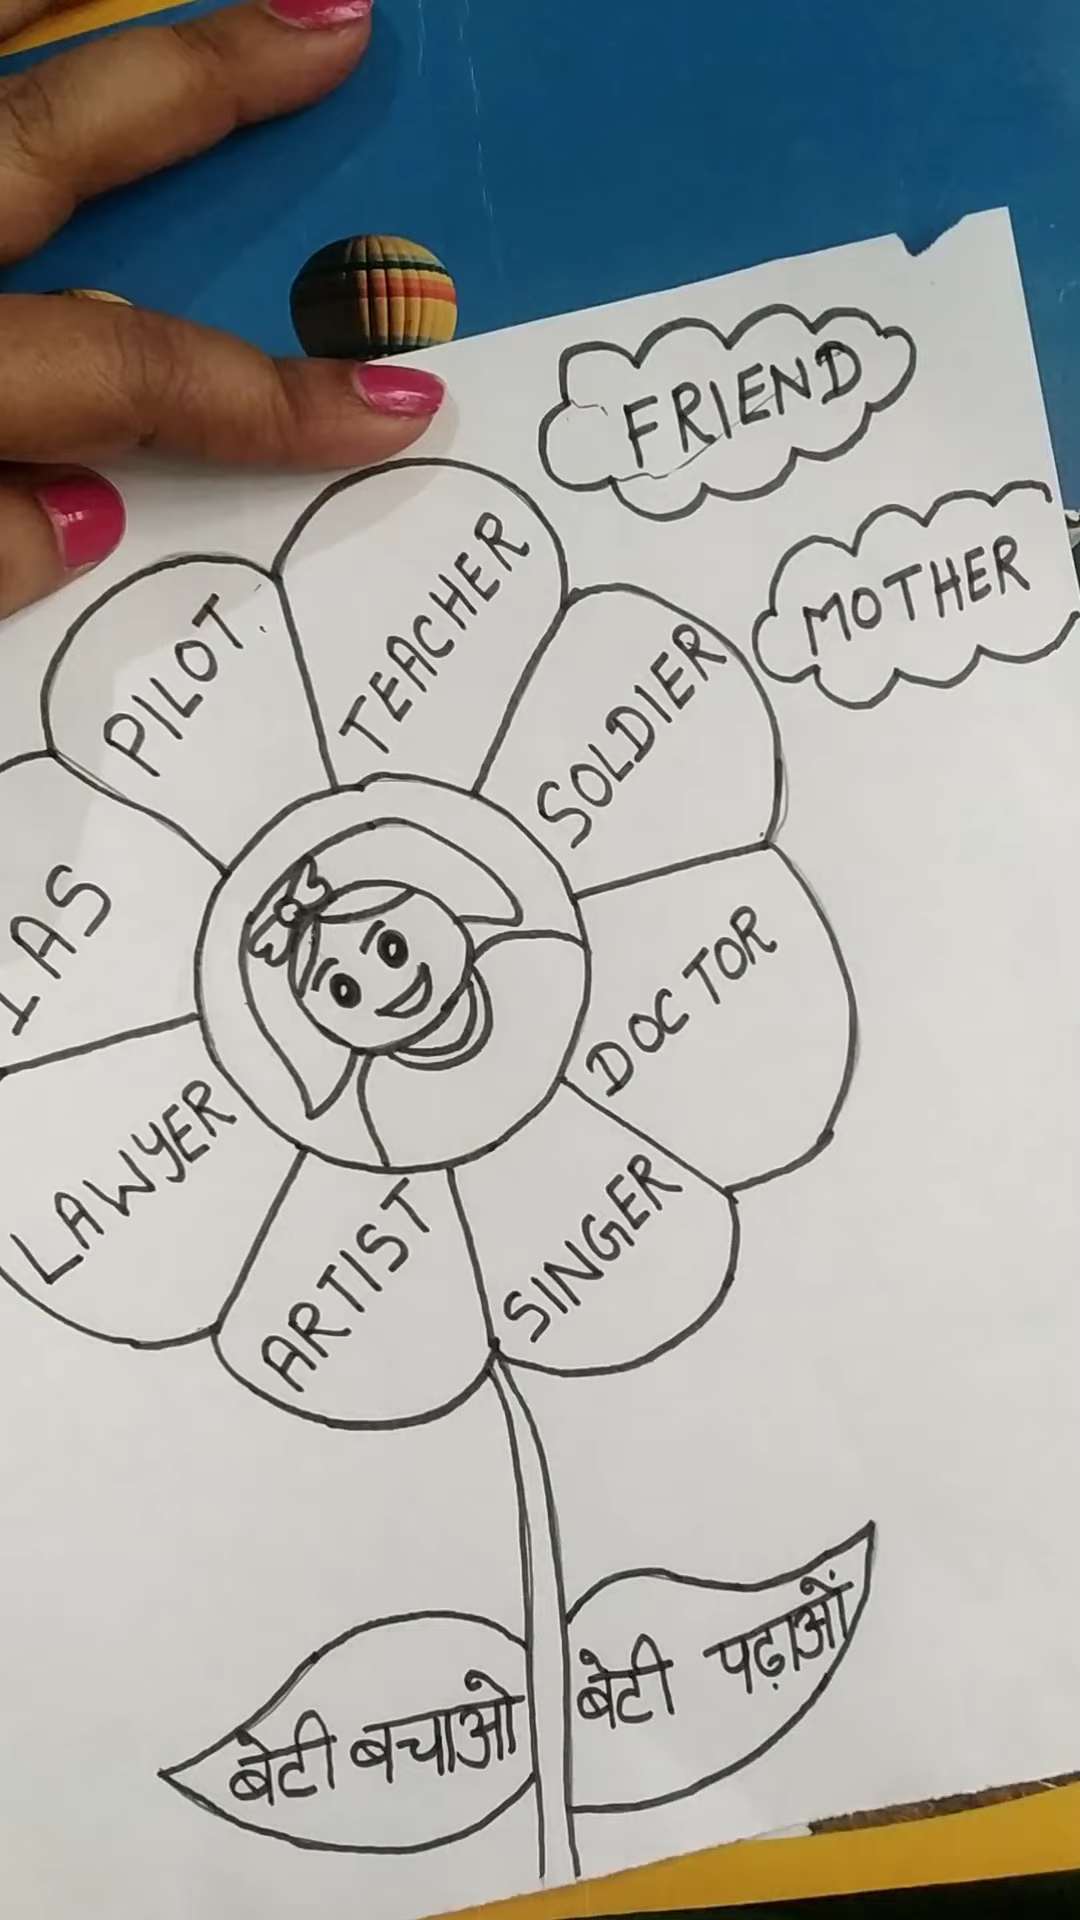 FRIEND
MOTHER
TEACHER
PILOT
SOLDIER
IAS
DOCTOR
LAWYER
ARTIST
SINGER
बेटी बचाओ
बेटी पढ़ाओं